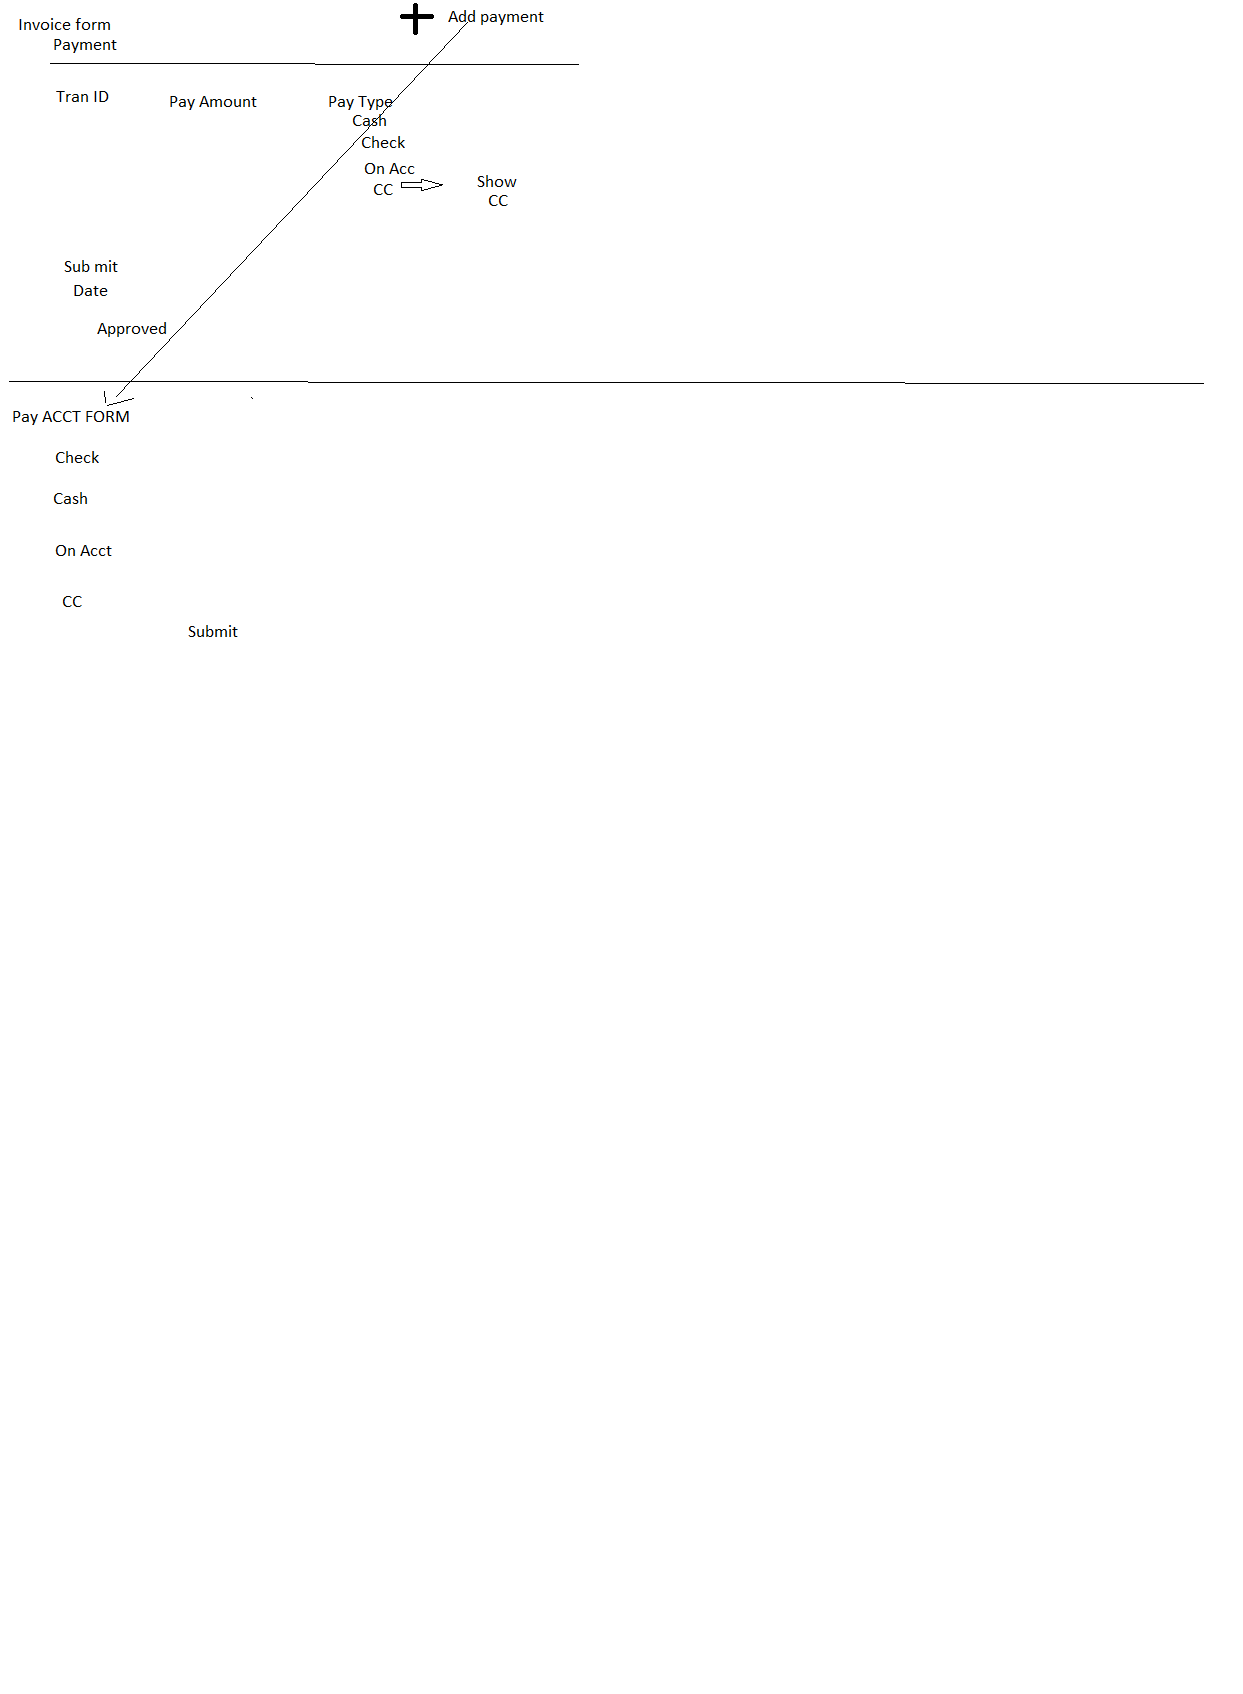 Invoice form
Payment
Add payment
Tran ID
Pay Amount
Pay Type
Cash
Check
On Acc
CC
Show
CC
Sub mit
Date
Approved
Pay ACCT FORM
Check
Cash
On Acct
CC
Submit